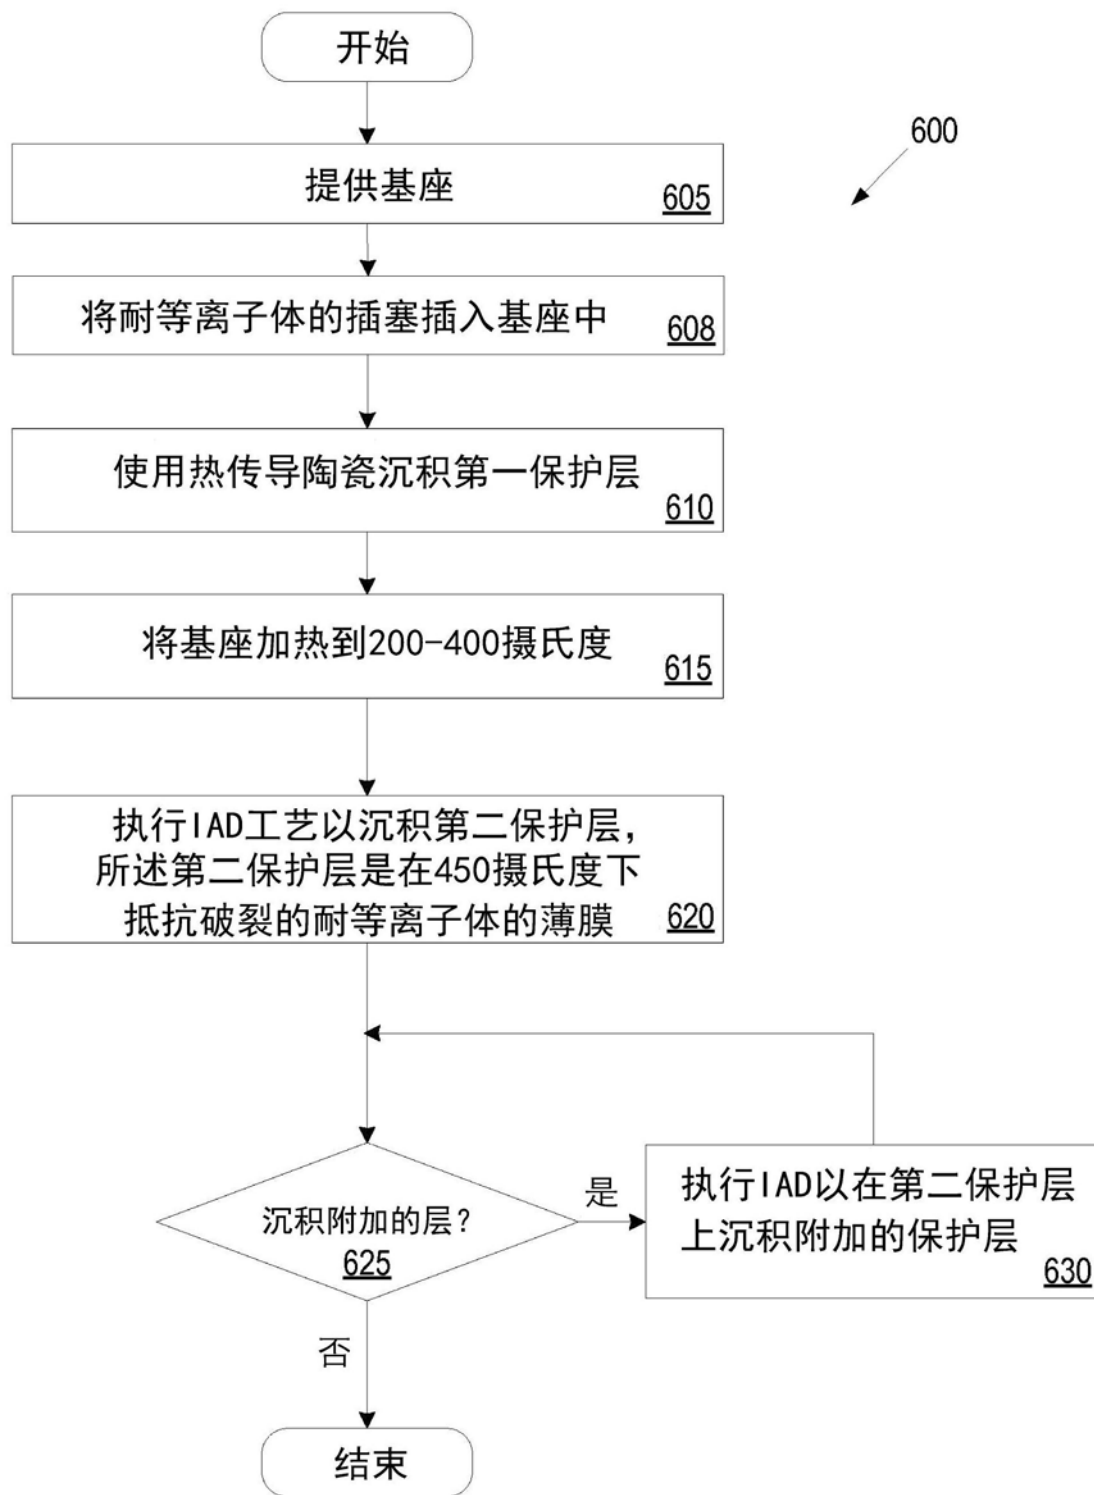 开始
600
提供基座
605
将耐等离子体的插塞插入基座中
608
使用热传导陶瓷沉积第一保护层
610
将基座加热到200-400摄氏度
615
执行IAD工艺以沉积第二保护层,
所述第二保护层是在450摄氏度下
抵抗破裂的耐等离子体的薄膜
620
沉积附加的层?
625
是
执行IAD以在第二保护层
上沉积附加的保护层
630
否
结束